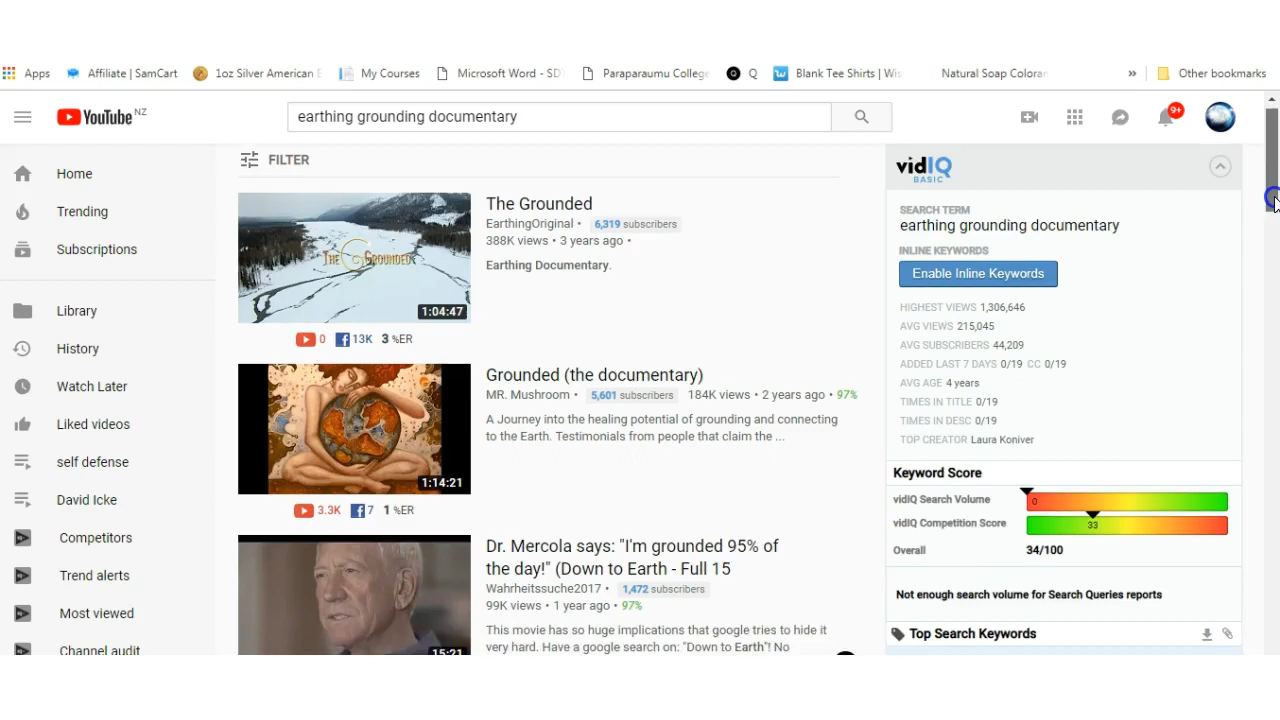 Apps
Affiliate | SamCart
1oz Silver American E
My Courses
Microsoft Word - SD
Paraparaumu College
Q
Blank Tee Shirts | Wis
Natural Soap Coloran
»
Other bookmarks
YouTube NZ
earthing grounding documentary
9+
Home
Trending
Subscriptions
Library
History
Watch Later
Liked videos
self defense
David Icke
Competitors
Trend alerts
Most viewed
Channel audit
FILTER
THE GROUNDED
1:04:47
The Grounded
EarthingOriginal • 6,319 subscribers
388K views • 3 years ago •
Earthing Documentary.
0 13K 3 %ER
1:14:21
Grounded (the documentary)
MR. Mushroom • 5,601 subscribers 184K views • 2 years ago • 97%
A Journey into the healing potential of grounding and connecting
to the Earth. Testimonials from people that claim the ...
3.3K 7 1 %ER
15:21
Dr. Mercola says: "I'm grounded 95% of
the day!" (Down to Earth - Full 15
Wahrheitssuche2017 • 1,472 subscribers
99K views • 1 year ago • 97%
This movie has so huge implications that google tries to hide it
very hard. Have a google search on: "Down to Earth"! No
vidIQ
BASIC
SEARCH TERM
earthing grounding documentary
INLINE KEYWORDS
Enable Inline Keywords
HIGHEST VIEWS 1,306,646
AVG VIEWS 215,045
AVG SUBSCRIBERS 44,209
ADDED LAST 7 DAYS 0/19 CC 0/19
AVG AGE 4 years
TIMES IN TITLE 0/19
TIMES IN DESC 0/19
TOP CREATOR Laura Koniver
Keyword Score
vidIQ Search Volume 0
vidIQ Competition Score 33
Overall 34/100
Not enough search volume for Search Queries reports
Top Search Keywords